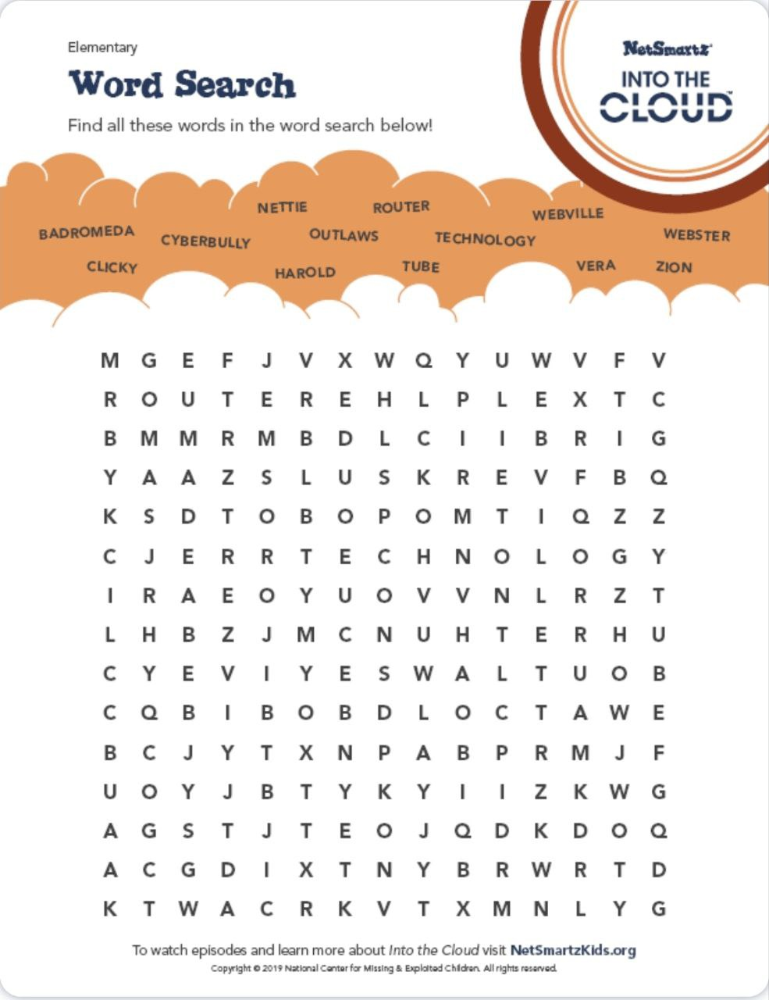 Elementary
Word Search
Find all these words in the word search below!
NetSmartz
INTO THE
CLOUD™
NETTIE ROUTER WEBVILLE
BADROMEDA CYBERBULLY OUTLAWS TECHNOLOGY WEBSTER
CLICKY HAROLD TUBE VERA ZION
M G E F J V X W Q Y U W V F V
R O U T E R E H L P L E X T C
B M M R M B D L C I I B R I G
Y A A Z S L U S K R E V F B Q
K S D T O B O P O M T I Q Z Z
C J E R R T E C H N O L O G Y
I R A E O Y U O V V N L R Z T
L H B Z J M C N U H T E R H U
C Y E V I Y E S W A L T U O B
C Q B I B O B D L O C T A W E
B C J Y T X N P A B P R M J F
U O Y J B T Y K Y I I Z K W G
A G S T J T E O J Q D K D O Q
A C G D I X T N Y B R W R T D
K T W A C R K V T X M N L Y G
To watch episodes and learn more about Into the Cloud visit NetSmartzKids.org
Copyright © 2019 National Center for Missing & Exploited Children. All rights reserved.